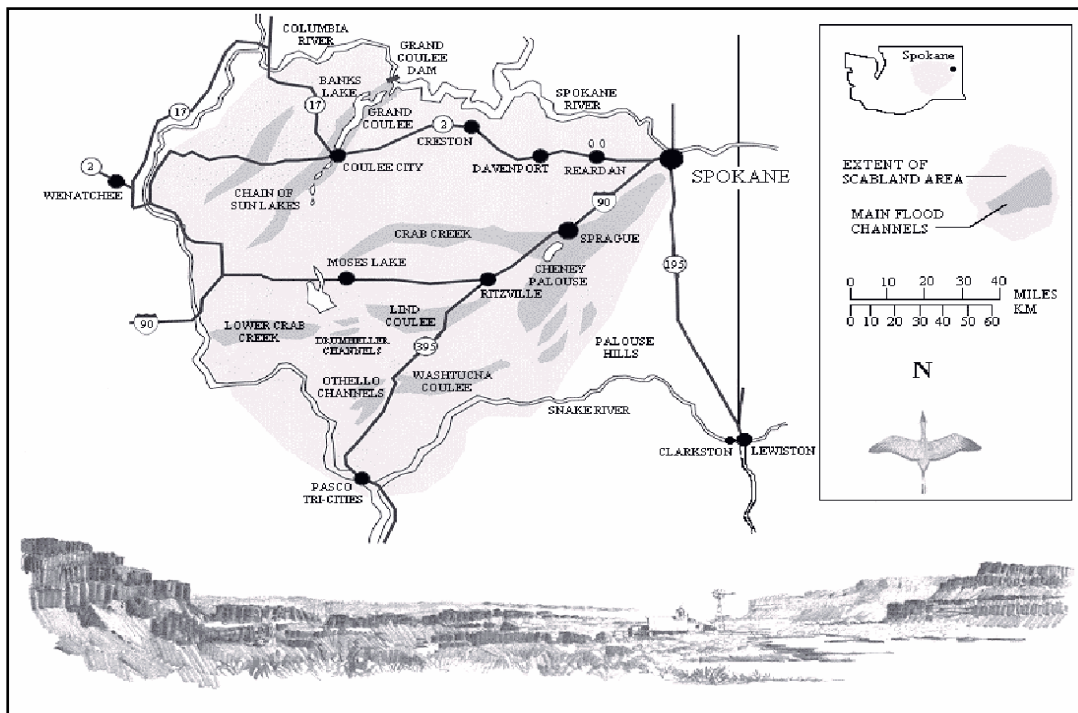 COLUMBIA
RIVER
GRAND
COULEE
DAM
BANKS
LAKE
17
17
GRAND
COULEE
SPOKANE
RIVER
2
CRESTON
2
WENATCHEE
COULEE CITY
DAVENPORT
REARDAN
SPOKANE
CHAIN OF
SUN LAKES
90
CRAB CREEK
SPRAGUE
MOSES LAKE
CHENEY
PALOUSE
195
RITZVILLE
90
LOWER CRAB
CREEK
LIND
COULEE
DRUMHELLER
CHANNELS
395
PALOUSE
HILLS
OTHELLO
CHANNELS
WASHTUCNA
COULEE
SNAKE RIVER
CLARKSTON
LEWISTON
PASCO
TRI-CITIES
Spokane
EXTENT OF
SCABLAND AREA
MAIN FLOOD
CHANNELS
0 10 20 30 40
MILES
KM
0 10 20 30 40 50 60
N